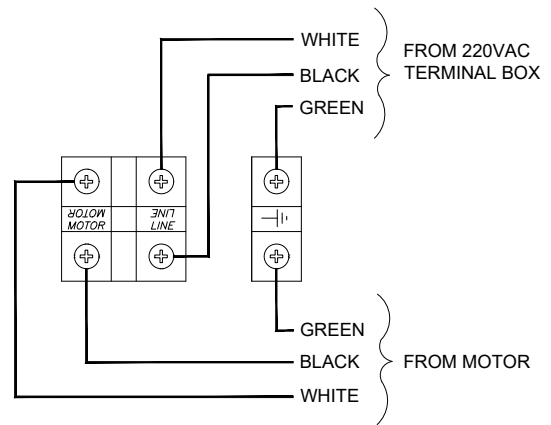 WHITE
BLACK
GREEN
FROM 220VAC
TERMINAL BOX
MOTOR LINE
MOTOR LINE
GREEN
BLACK
WHITE
FROM MOTOR